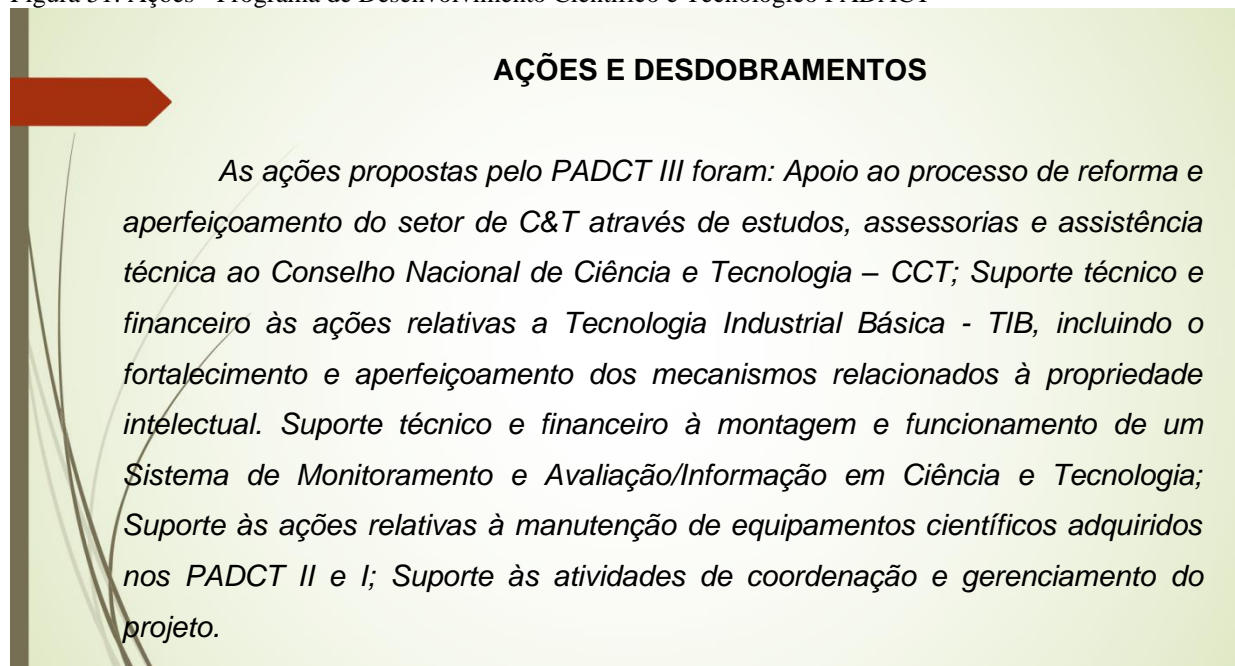 Figura 31: Ações - Programa de Desenvolvimento Científico e Tecnológico PADACT
AÇÕES E DESDOBRAMENTOS
As ações propostas pelo PADCT III foram: Apoio ao processo de reforma e
aperfeiçoamento do setor de C&T através de estudos, assessorias e assistência
técnica ao Conselho Nacional de Ciência e Tecnologia – CCT; Suporte técnico e
financeiro às ações relativas a Tecnologia Industrial Básica - TIB, incluindo o
fortalecimento e aperfeiçoamento dos mecanismos relacionados à propriedade
intelectual. Suporte técnico e financeiro à montagem e funcionamento de um
Sistema de Monitoramento e Avaliação/Informação em Ciência e Tecnologia;
Suporte às ações relativas à manutenção de equipamentos científicos adquiridos
nos PADCT II e I; Suporte às atividades de coordenação e gerenciamento do
projeto.